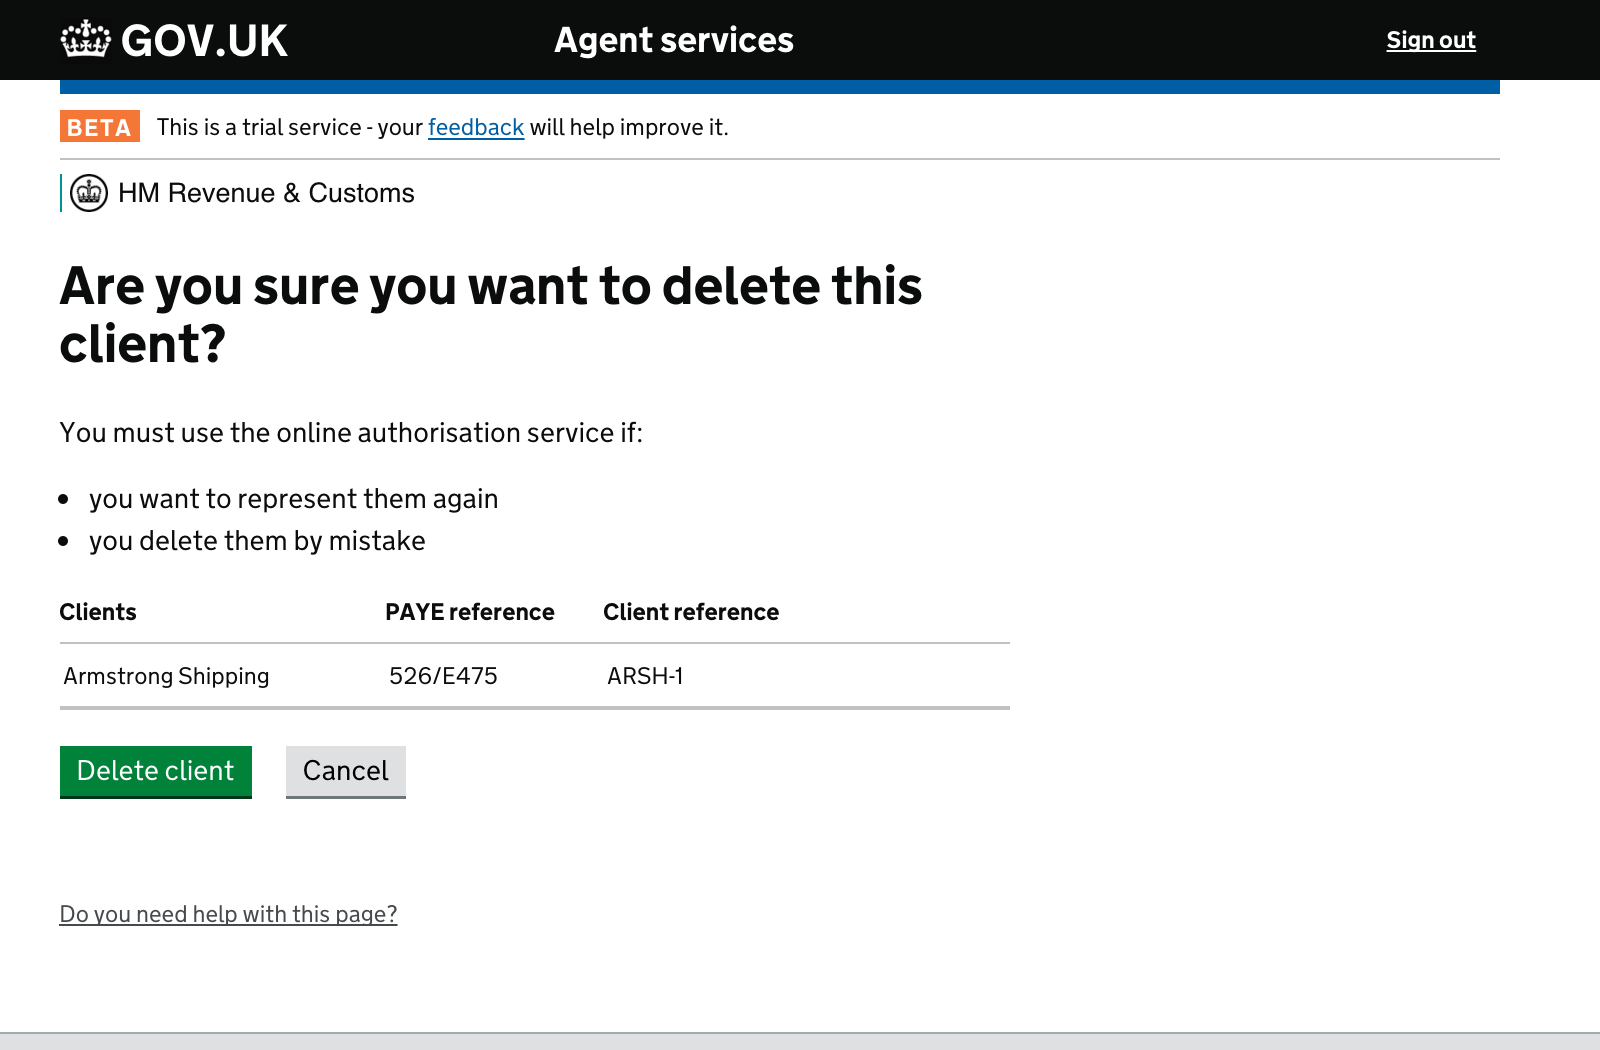 GOV.UK Agent services Sign out
BETA This is a trial service - your feedback will help improve it.
HM Revenue & Customs
Are you sure you want to delete this
client?
You must use the online authorisation service if:
• you want to represent them again
• you delete them by mistake
Clients PAYE reference Client reference
Armstrong Shipping 526/E475 ARSH-1
Delete client Cancel
Do you need help with this page?